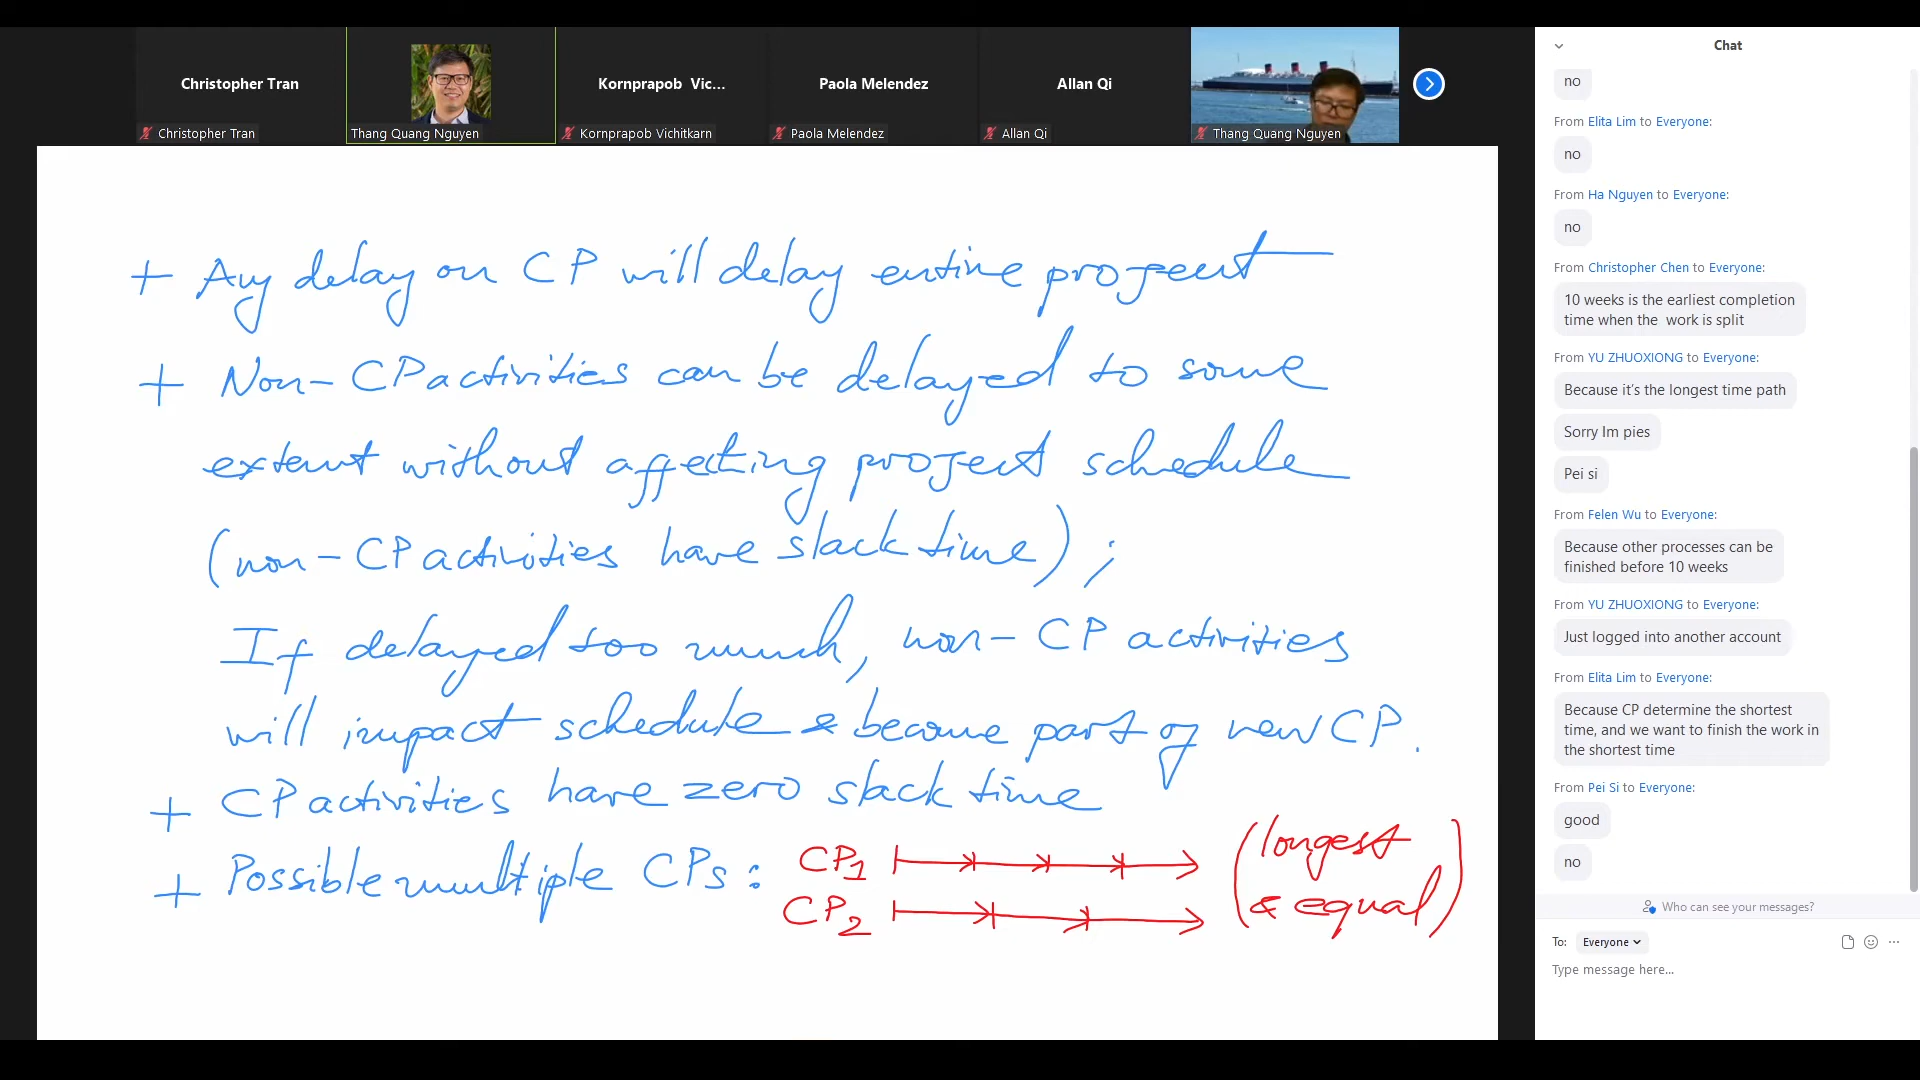 Christopher Tran
Kornprapob Vic...
Paola Melendez
Allan Qi
Christopher Tran
Thang Quang Nguyen
Kornprapob Vichitkarn
Paola Melendez
Allan Qi
Thang Quang Nguyen
+ Any delay on CP will delay entire project
+ Non-CP activities can be delayed to some
extent without affecting project schedule
(non-CP activities have slack time);
If delayed too much, non-CP activities
will impact schedule & become part of new CP.
+ CP activities have zero slack time
+ Possible multiple CPs:
CP1
CP2
(longest
& equal)
Chat
no
From Elita Lim to Everyone:
no
From Ha Nguyen to Everyone:
no
From Christopher Chen to Everyone:
10 weeks is the earliest completion
time when the work is split
From YU ZHUOXIONG to Everyone:
Because it's the longest time path
Sorry Im pies
Pei si
From Felen Wu to Everyone:
Because other processes can be
finished before 10 weeks
From YU ZHUOXIONG to Everyone:
Just logged into another account
From Elita Lim to Everyone:
Because CP determine the shortest
time, and we want to finish the work in
the shortest time
From Pei Si to Everyone:
good
no
Who can see your messages?
To: Everyone
Type message here...